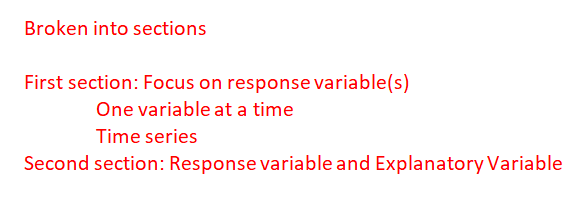 Broken into sections
First section: Focus on response variable(s)
One variable at a time
Time series
Second section: Response variable and Explanatory Variable